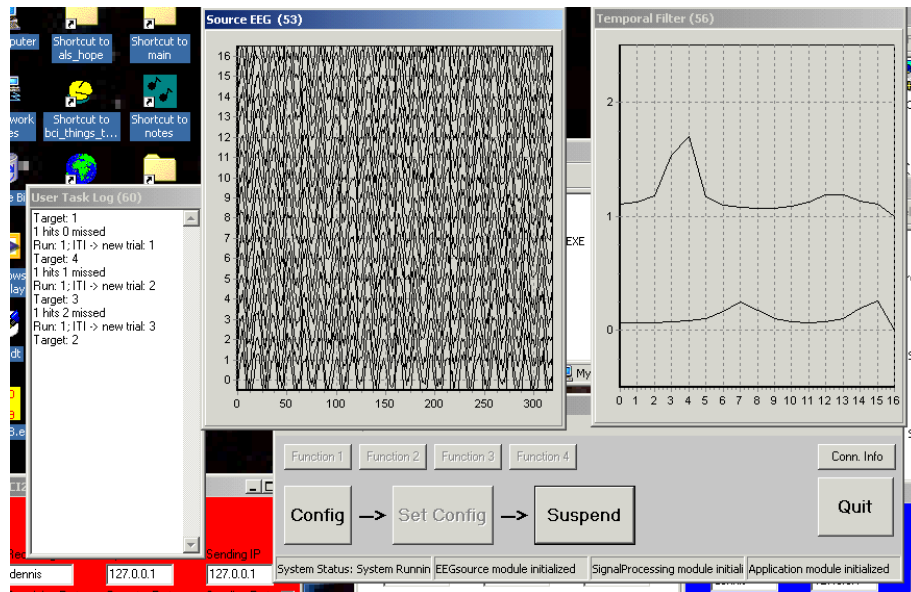 Source EEG (53)
Temporal Filter (56)
Shortcut to
als_hope
Shortcut to
main
Shortcut to
bci_things_t...
Shortcut to
notes
User Task Log (60)
Target: 1
1 hits 0 missed
Run: 1; ITI -> new trial: 1
Target: 4
1 hits 1 missed
Run: 1; ITI -> new trial: 2
Target: 3
1 hits 2 missed
Run: 1; ITI -> new trial: 3
Target: 2
16
15
14
13
12
11
10
9
8
7
6
5
4
3
2
1
0
0 50 100 150 200 250 300
2
1
0
0 1 2 3 4 5 6 7 8 9 10 11 12 13 14 15 16
EXE
My
Function 1 Function 2 Function 3 Function 4 Conn. Info
Config -> Set Config -> Suspend Quit
System Status: System Runnin EEGsource module initialized SignalProcessing module initiali Application module initialized
Sending IP
dennis 127.0.0.1 127.0.0.1